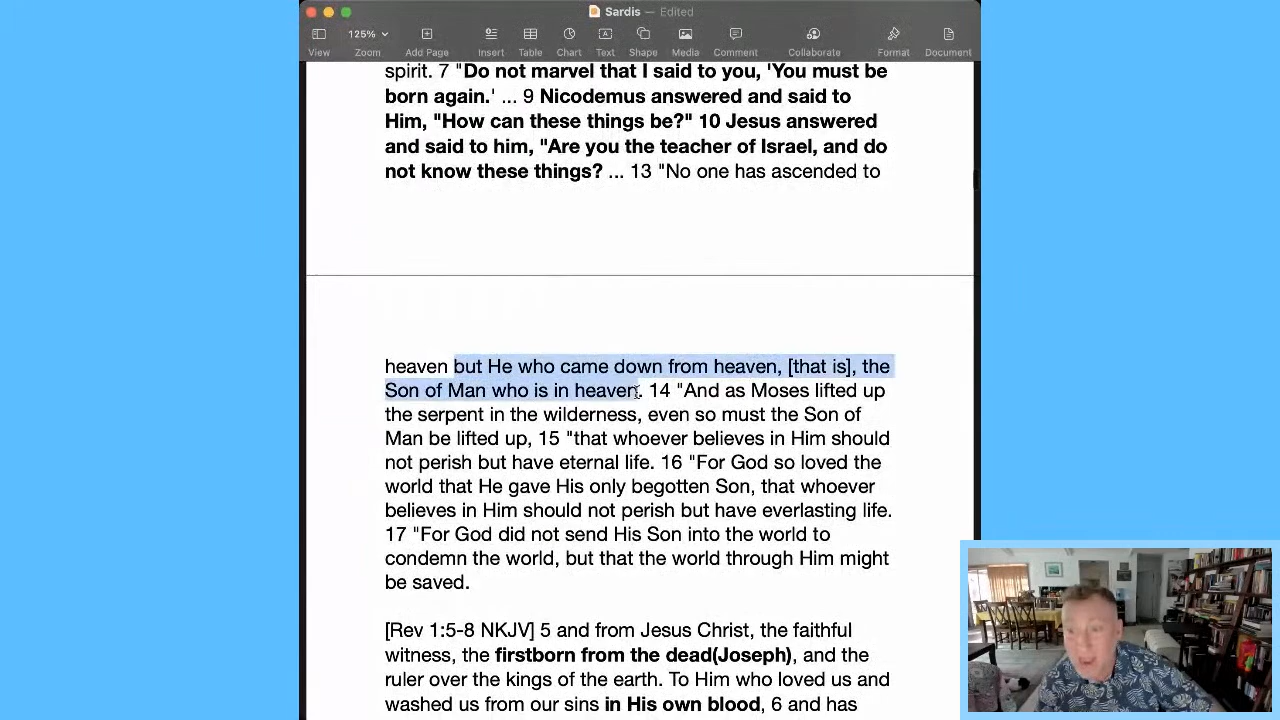 Sardis — Edited
125%
View Zoom Add Page Insert Table Chart Text Shape Media Comment Collaborate Format Document
spirit. 7 "Do not marvel that I said to you, 'You must be
born again.' ... 9 Nicodemus answered and said to
Him, "How can these things be?" 10 Jesus answered
and said to him, "Are you the teacher of Israel, and do
not know these things? ... 13 "No one has ascended to
heaven but He who came down from heaven, [that is], the
Son of Man who is in heaven. 14 "And as Moses lifted up
the serpent in the wilderness, even so must the Son of
Man be lifted up, 15 "that whoever believes in Him should
not perish but have eternal life. 16 "For God so loved the
world that He gave His only begotten Son, that whoever
believes in Him should not perish but have everlasting life.
17 "For God did not send His Son into the world to
condemn the world, but that the world through Him might
be saved.
[Rev 1:5-8 NKJV] 5 and from Jesus Christ, the faithful
witness, the firstborn from the dead(Joseph), and the
ruler over the kings of the earth. To Him who loved us and
washed us from our sins in His own blood, 6 and has